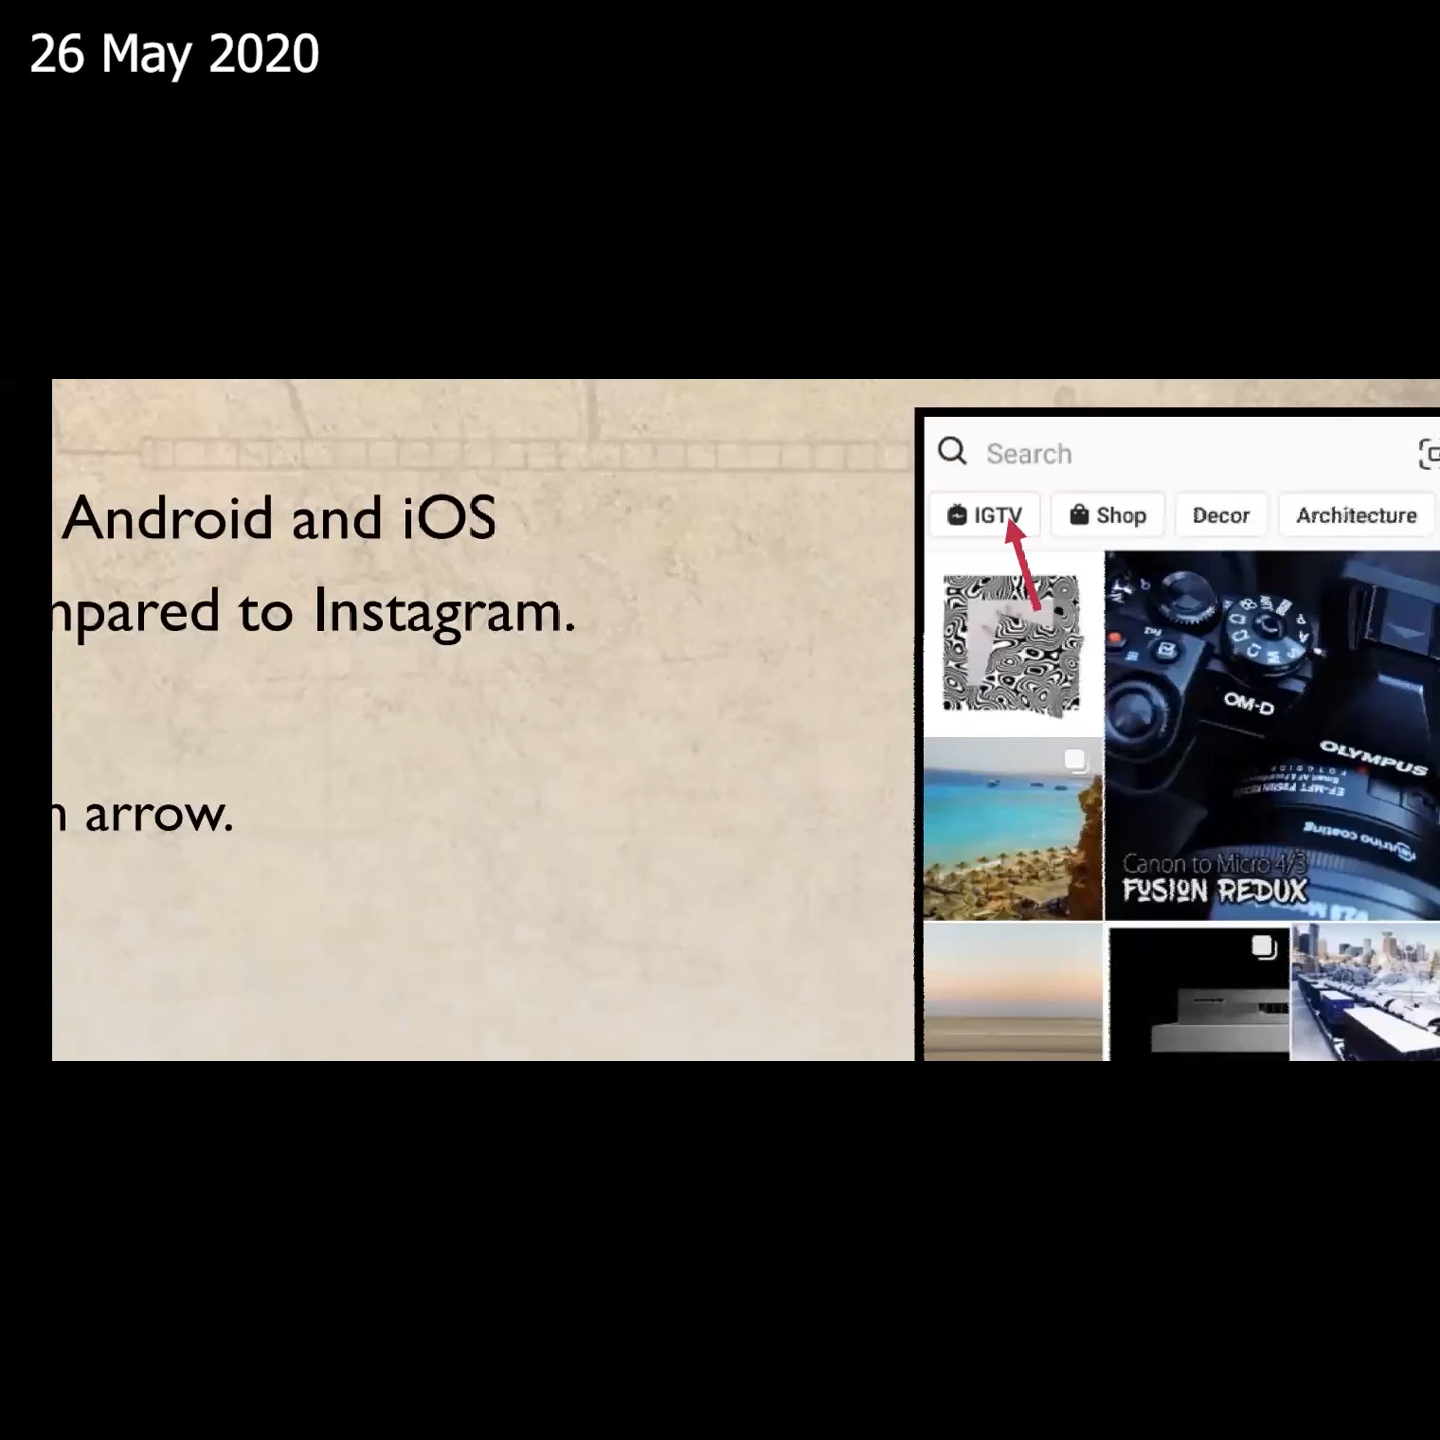 26 May 2020
Android and iOS
mpared to Instagram.
n arrow.
Search
IGTV Shop Decor Architecture
OM-D
OLYMPUS
Canon to Micro 4/3
FUSION REDUX